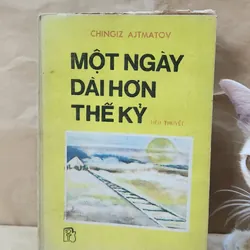 CHINGIZ AJTMATOV
MỘT NGÀY
DÀI HƠN
THẾ KỶ
TIỂU THUYẾT